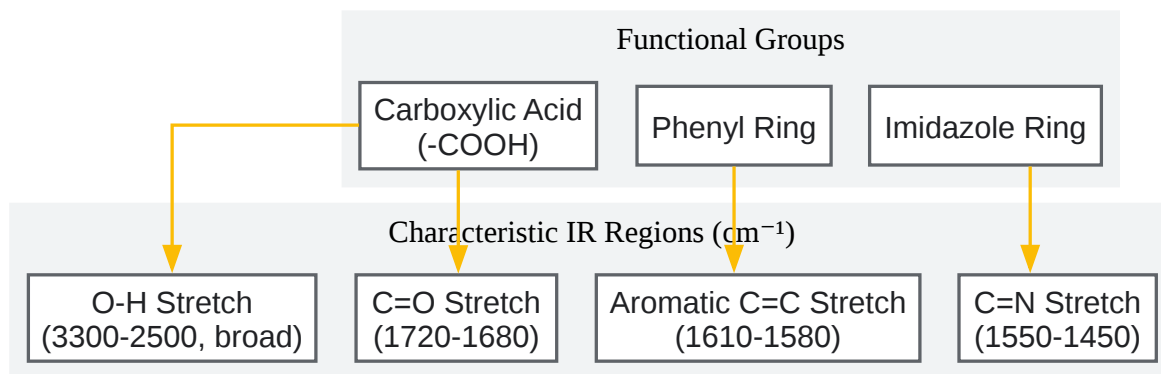 Functional Groups
Carboxylic Acid
(-COOH)
Phenyl Ring
Imidazole Ring
Characteristic IR Regions (cm⁻¹)
O-H Stretch
(3300-2500, broad)
C=O Stretch
(1720-1680)
Aromatic C=C Stretch
(1610-1580)
C=N Stretch
(1550-1450)